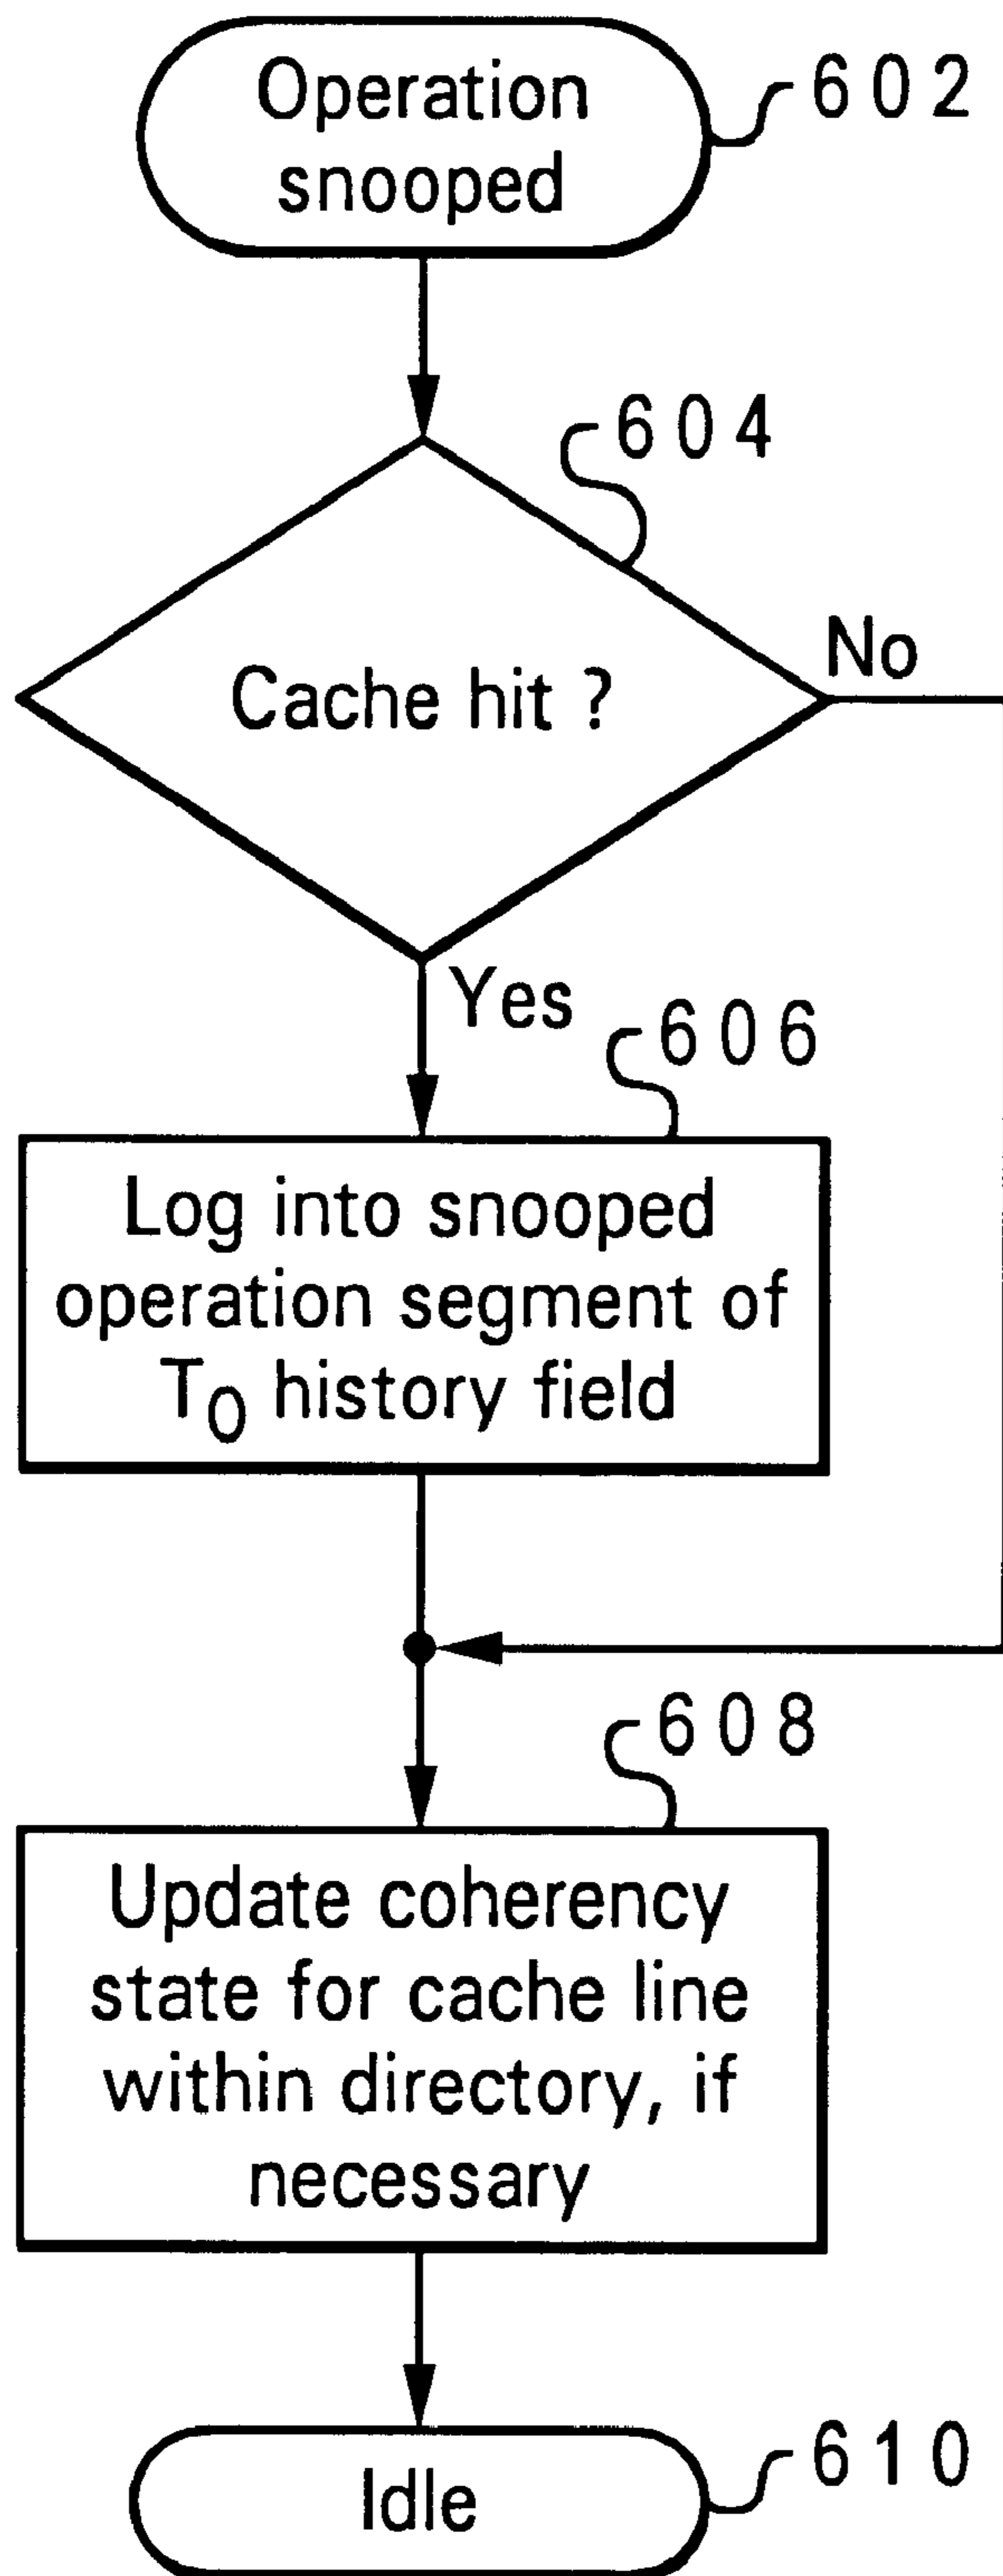 Operation
snooped
602
604
Cache hit ?
No
Yes
606
Log into snooped
operation segment of
T0 history field
608
Update coherency
state for cache line
within directory, if
necessary
Idle
610